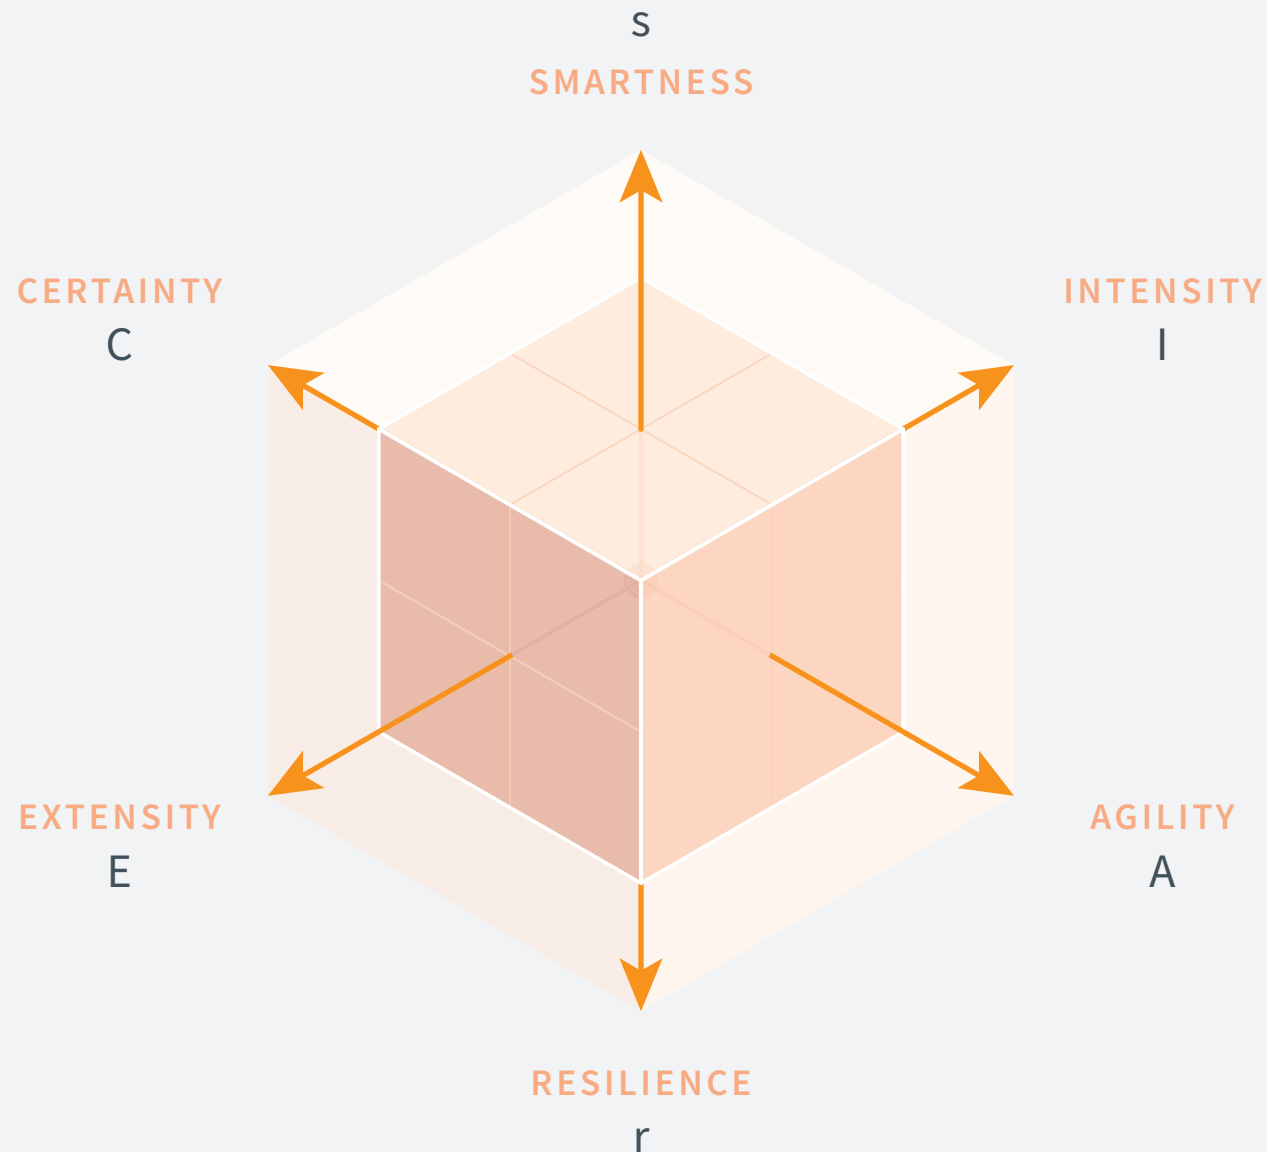 s
SMARTNESS
CERTAINTY
C
INTENSITY
I
EXTENSITY
E
AGILITY
A
RESILIENCE
r